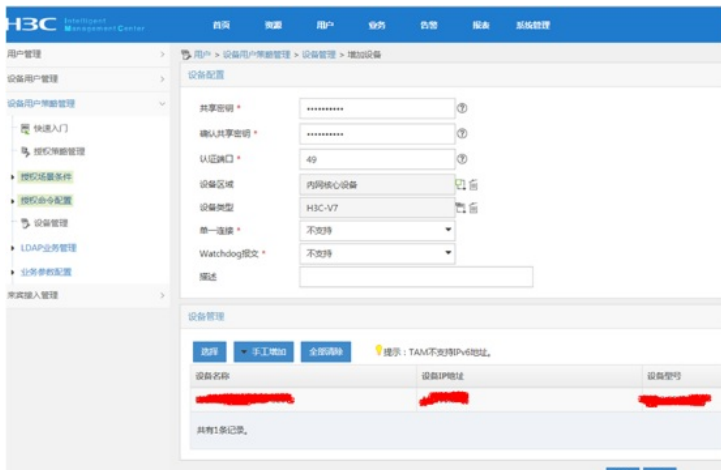 H3C Intelligent Management Center
首页 资源 用户 业务 告警 报表 系统管理
用户管理
设备用户管理
设备用户策略管理
快速入门
授权策略管理
授权场景条件
授权命令配置
设备管理
LDAP业务管理
业务参数配置
来宾接入管理
用户 > 设备用户策略管理 > 设备管理 > 增加设备
设备配置
共享密钥 * ••••••••••
确认共享密钥 * ••••••••••
认证端口 * 49
设备区域 内网核心设备
设备类型 H3C-V7
单一连接 * 不支持
Watchdog报文 * 不支持
描述
设备管理
选择 手工增加 全部清除 提示：TAM不支持IPv6地址。
设备名称 设备IP地址 设备型号
共有1条记录。